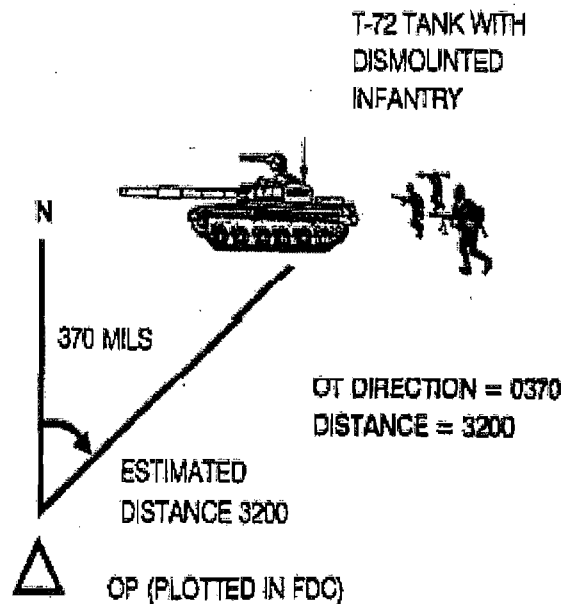 T-72 TANK WITH
DISMOUNTED
INFANTRY
N
370 MILS
OT DIRECTION = 0370
DISTANCE = 3200
ESTIMATED
DISTANCE 3200
OP (PLOTTED IN FDC)